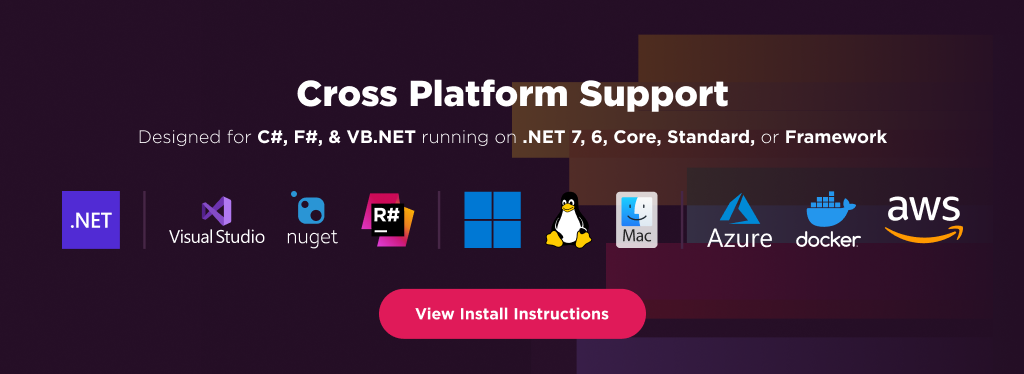 Cross Platform Support
Designed for C#, F#, & VB.NET running on .NET 7, 6, Core, Standard, or Framework
.NET
Visual Studio
nuget
R#
Mac
Azure
docker
aws
View Install Instructions